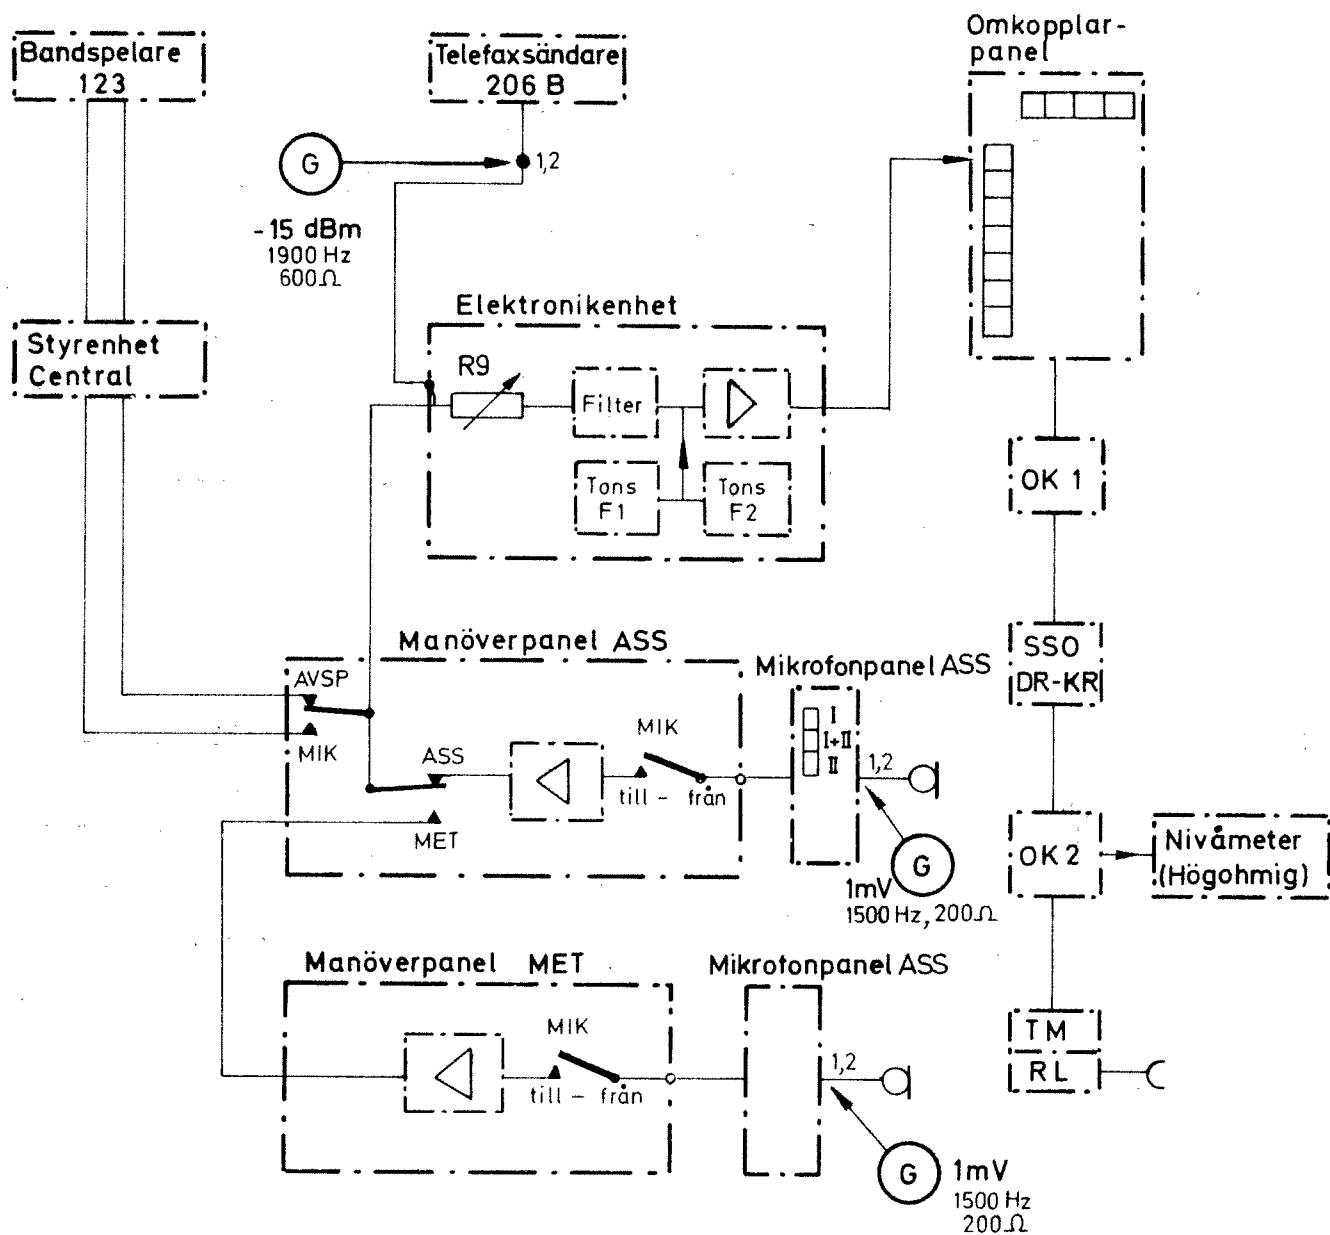 Omkopplar-
panel
Bandspelare
123
Telefaxsändare
206 B
G
1,2
-15 dBm
1900 Hz
600Ω
Elektronikenhet
Styrenhet
Central
R9
Filter
Tons
F1
Tons
F2
OK 1
Manöverpanel ASS
SSO
DR-KR
Mikrofonpanel ASS
AVSP
MIK
MIK
ASS
till - från
MET
I
I+II
II
1,2
G
1mV
1500 Hz, 200Ω
OK2
Nivåmeter
(Högohmig)
Manöverpanel MET
Mikrofonpanel ASS
MIK
till - från
1,2
TM
RL
G
1mV
1500 Hz
200Ω